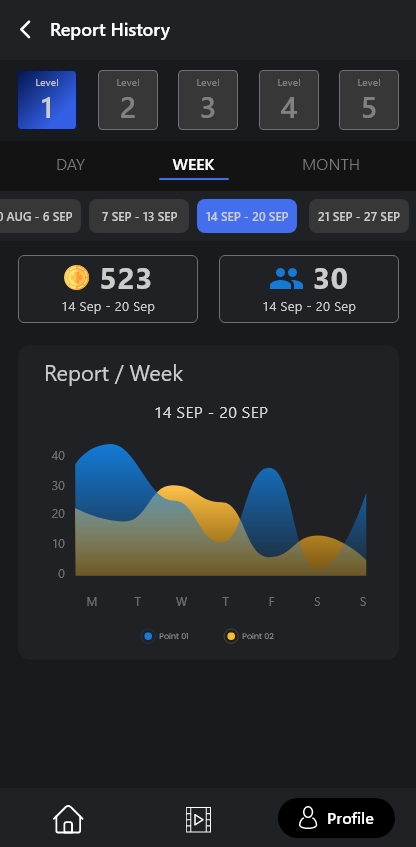 Report History
Level Level Level Level Level
1 2 3 4 5
DAY WEEK MONTH
AUG - 6 SEP 7 SEP - 13 SEP 14 SEP - 20 SEP 21 SEP - 27 SEP
523 30
14 Sep - 20 Sep 14 Sep - 20 Sep
Report / Week
14 SEP - 20 SEP
40
30
20
10
0
M T W T F S S
Point 01 Point 02
Profile